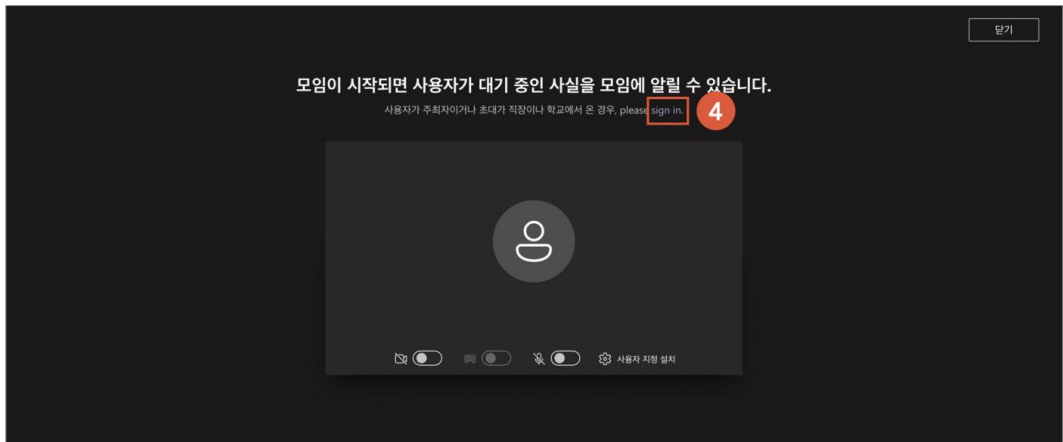 닫기
모임이 시작되면 사용자가 대기 중인 사실을 모임에 알릴 수 있습니다.
사용자가 주최자이거나 초대가 직장이나 학교에서 온 경우, please sign in.
4
사용자 지정 설치